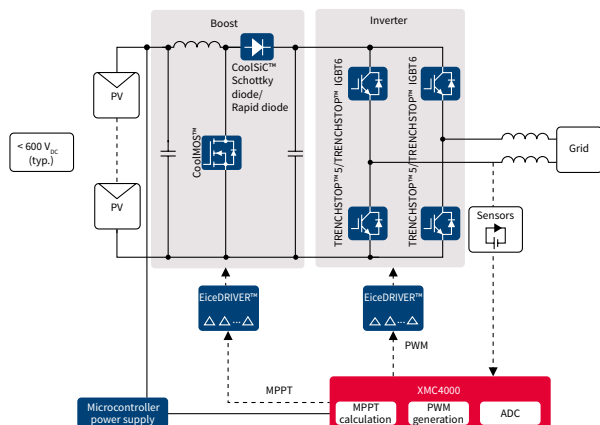 Boost
Inverter
CoolSiC™
Schottky
diode/
Rapid diode
CoolMOS™
TRENCHSTOP™ 5/TRENCHSTOP™ IGBT6
TRENCHSTOP™ 5/TRENCHSTOP™ IGBT6
PV
< 600 VDC
(typ.)
PV
Grid
Sensors
EiceDRIVER™
...
EiceDRIVER™
...
PWM
MPPT
XMC4000
MPPT
calculation
PWM
generation
ADC
Microcontroller
power supply